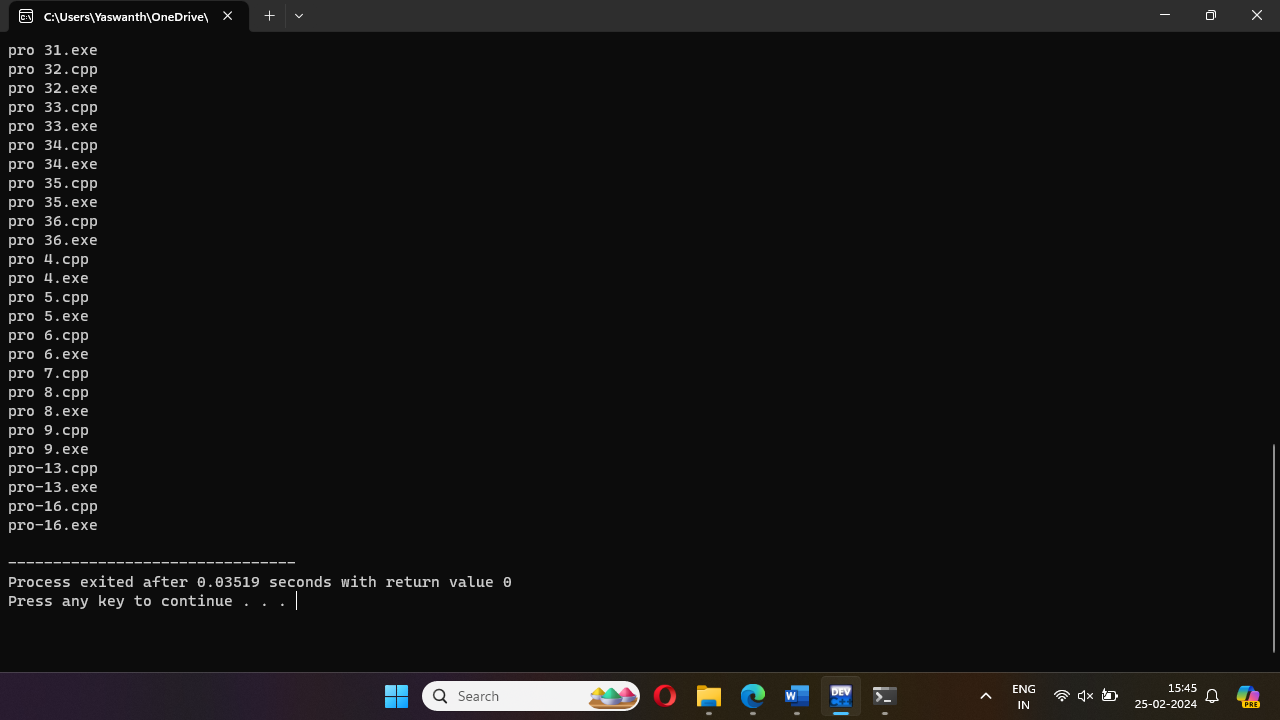 C:\Users\Yaswanth\OneDrive\
pro 31.exe
pro 32.cpp
pro 32.exe
pro 33.cpp
pro 33.exe
pro 34.cpp
pro 34.exe
pro 35.cpp
pro 35.exe
pro 36.cpp
pro 36.exe
pro 4.cpp
pro 4.exe
pro 5.cpp
pro 5.exe
pro 6.cpp
pro 6.exe
pro 7.cpp
pro 8.cpp
pro 8.exe
pro 9.cpp
pro 9.exe
pro-13.cpp
pro-13.exe
pro-16.cpp
pro-16.exe
--------------------------------
Process exited after 0.03519 seconds with return value 0
Press any key to continue . . .
Search
DEV
ENG
IN
15:45
25-02-2024
PRE